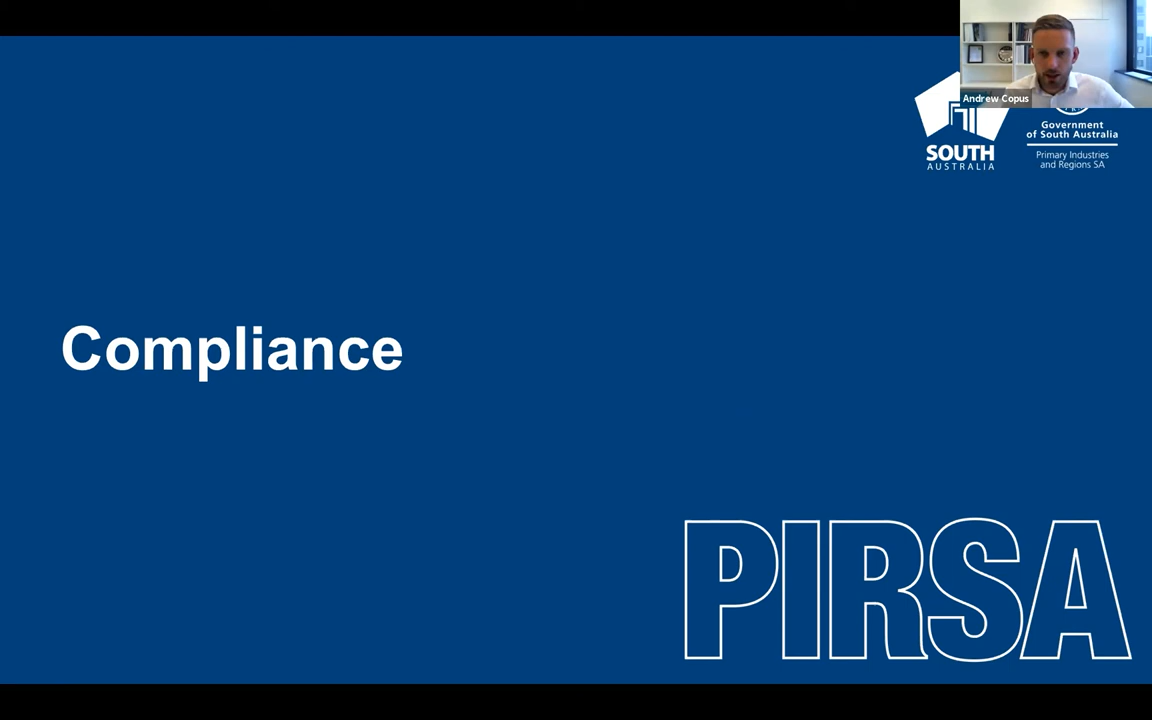 Andrew Copus
SOUTH
AUSTRALIA
Government
of South Australia
Primary Industries
and Regions SA
Compliance
PIRSA